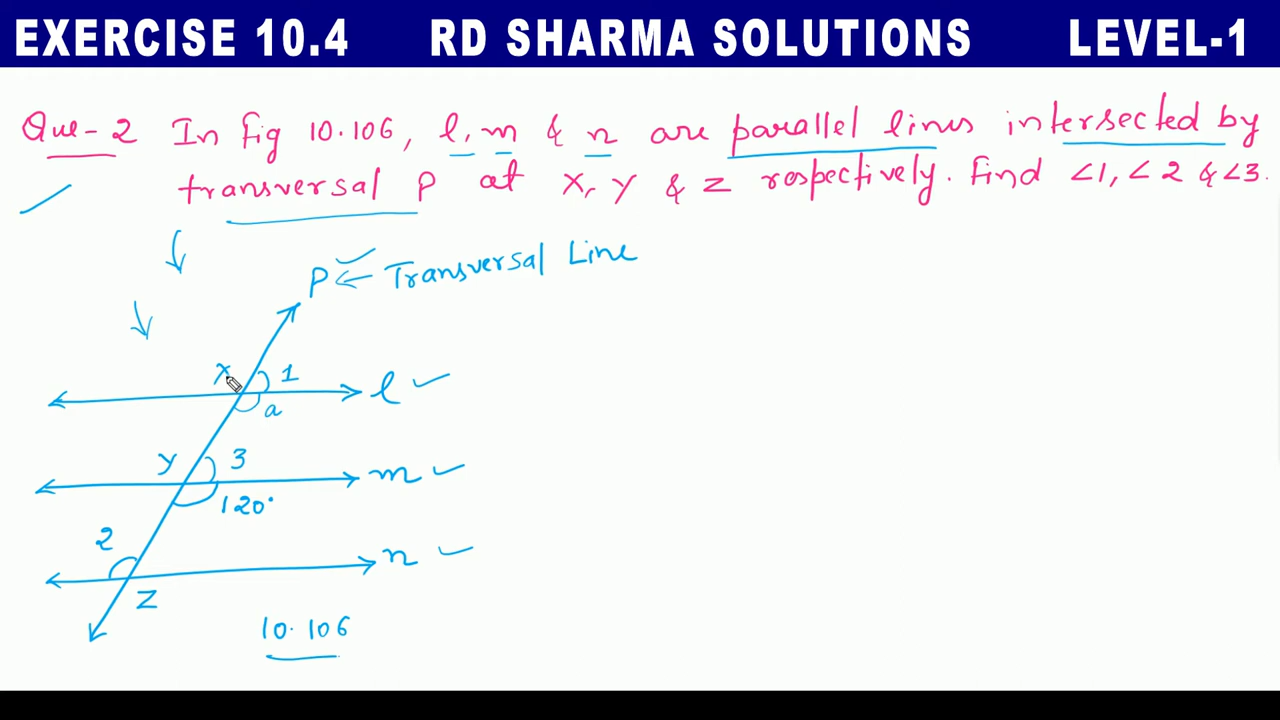 EXERCISE 10.4 RD SHARMA SOLUTIONS LEVEL-1
Que-2 In Fig 10.106, l, m & n are parallel lines intersected by
transversal P at X, Y & Z respectively. Find ∠1, ∠2 & ∠3.
P ← Transversal Line
X 1
l
a
Y 3
m
120°
2
n
Z
10.106